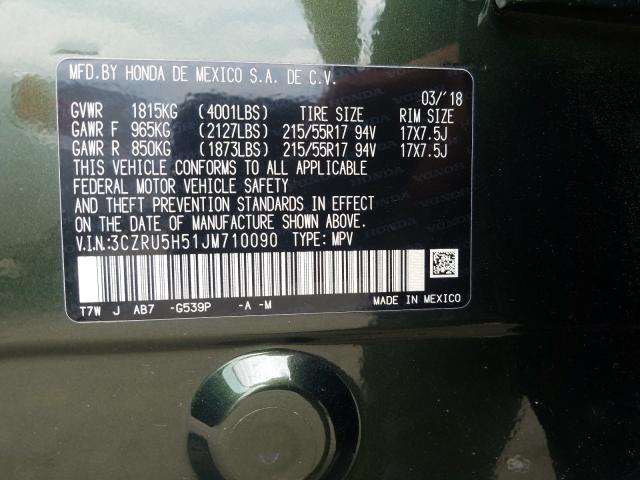 MFD.BY HONDA DE MEXICO S.A. DE C.V.
03/'18
GVWR 1815KG (4001LBS) TIRE SIZE RIM SIZE
GAWR F 965KG (2127LBS) 215/55R17 94V 17X7.5J
GAWR R 850KG (1873LBS) 215/55R17 94V 17X7.5J
THIS VEHICLE CONFORMS TO ALL APPLICABLE
FEDERAL MOTOR VEHICLE SAFETY
AND THEFT PREVENTION STANDARDS IN EFFECT
ON THE DATE OF MANUFACTURE SHOWN ABOVE.
V.I.N.:3CZRU5H51JM710090 TYPE: MPV
T7W J AB7 -G539P -A -M
MADE IN MEXICO